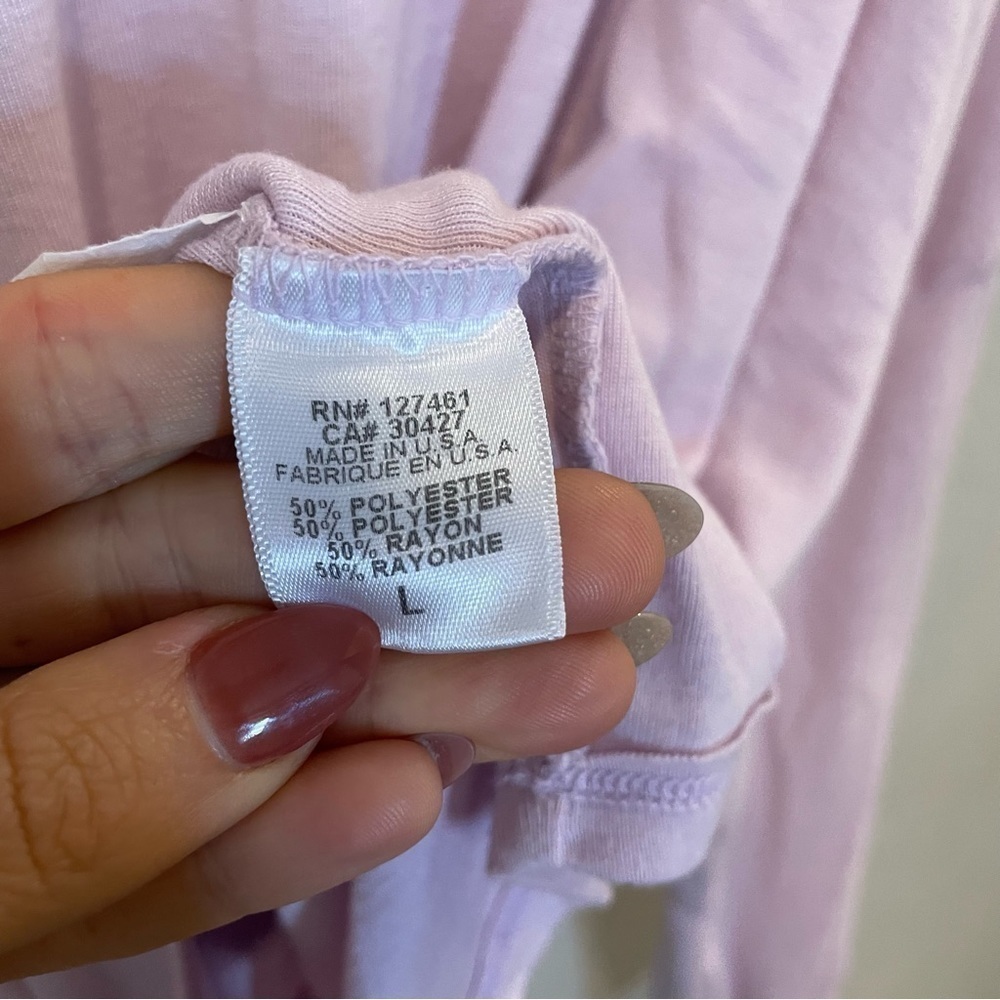 RN# 127461
CA# 30427
MADE IN U.S.A.
FABRIQUE EN U.S.A.
50% POLYESTER
50% POLYESTER
50% RAYON
50% RAYONNE
L